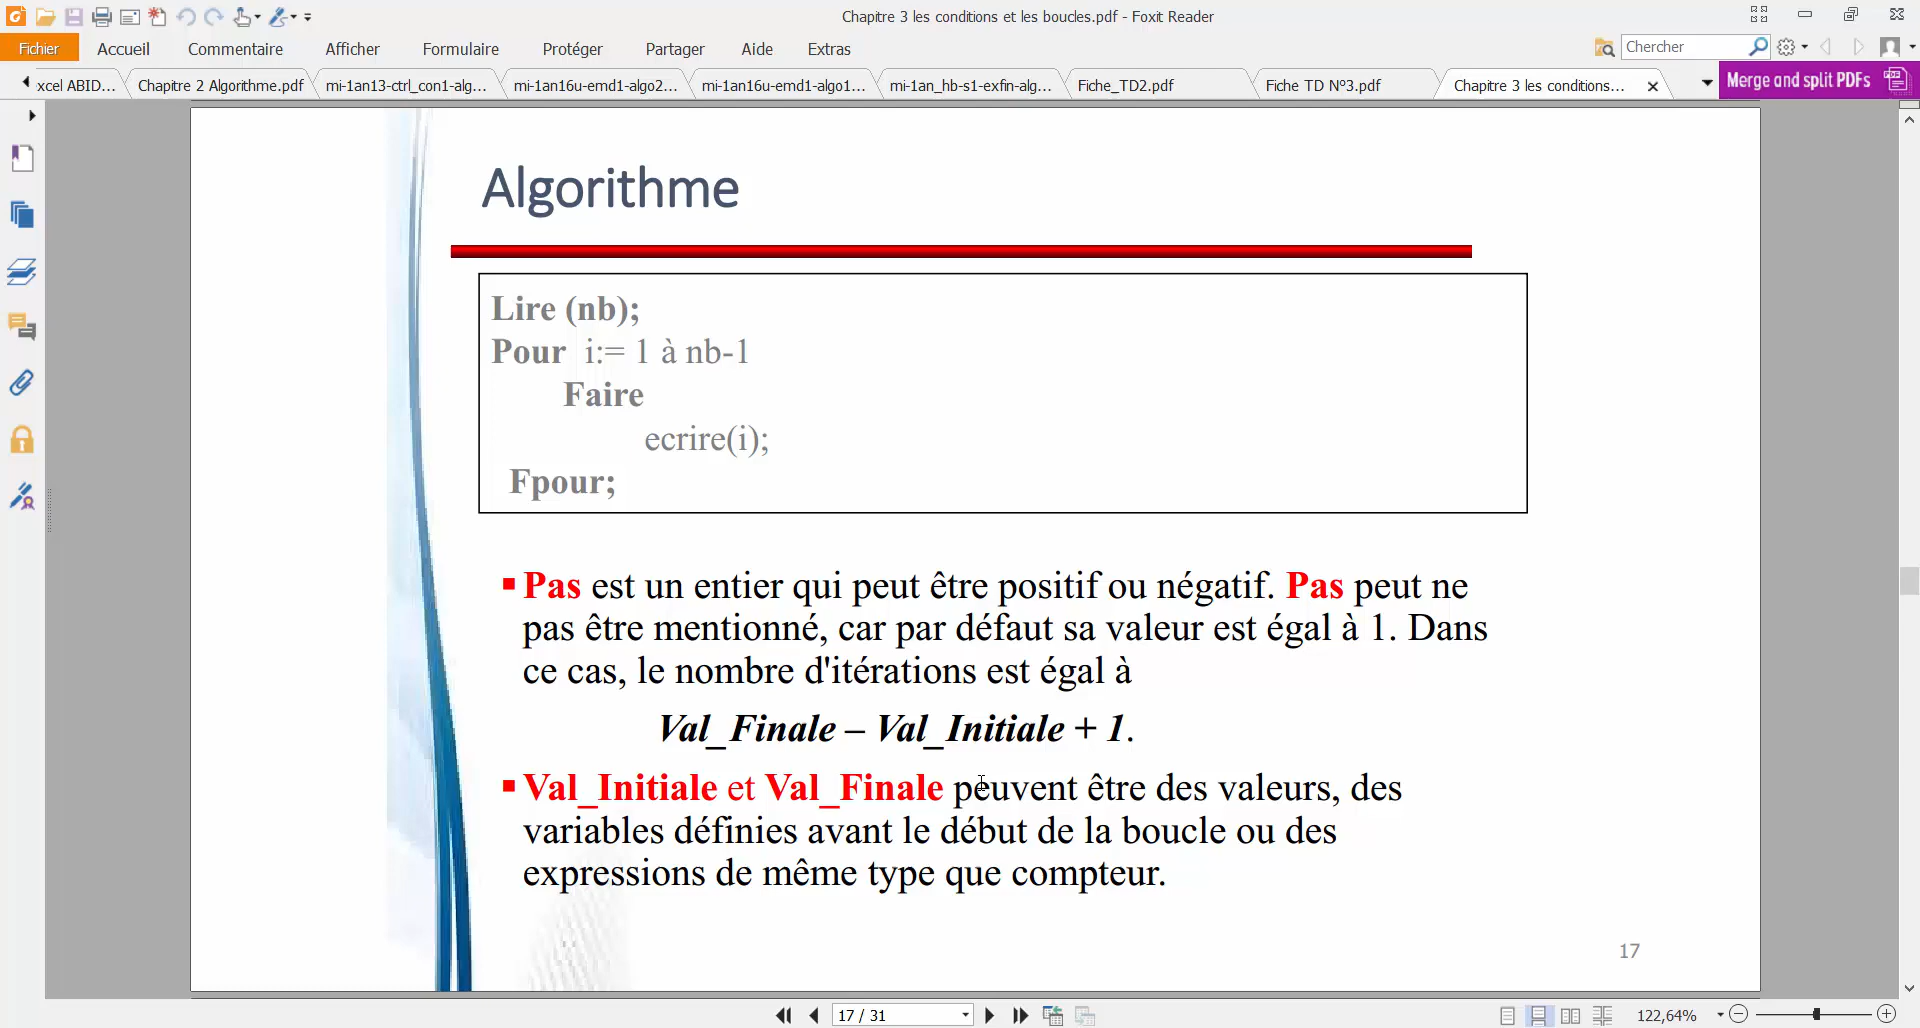 Chapitre 3 les conditions et les boucles.pdf - Foxit Reader
Fichier Accueil Commentaire Afficher Formulaire Protéger Partager Aide Extras Chercher
xcel ABID... Chapitre 2 Algorithme.pdf mi-1an13-ctrl_con1-alg... mi-1an16u-emd1-algo2... mi-1an16u-emd1-algo1... mi-1an_hb-s1-exfin-alg... Fiche_TD2.pdf Fiche TD N°3.pdf Chapitre 3 les conditions... Merge and split PDFs
Algorithme
Lire (nb);
Pour i:= 1 à nb-1
Faire
ecrire(i);
Fpour;
Pas est un entier qui peut être positif ou négatif. Pas peut ne
pas être mentionné, car par défaut sa valeur est égal à 1. Dans
ce cas, le nombre d'itérations est égal à
Val_Finale – Val_Initiale + 1.
Val_Initiale et Val_Finale peuvent être des valeurs, des
variables définies avant le début de la boucle ou des
expressions de même type que compteur.
17
17 / 31 122,64%